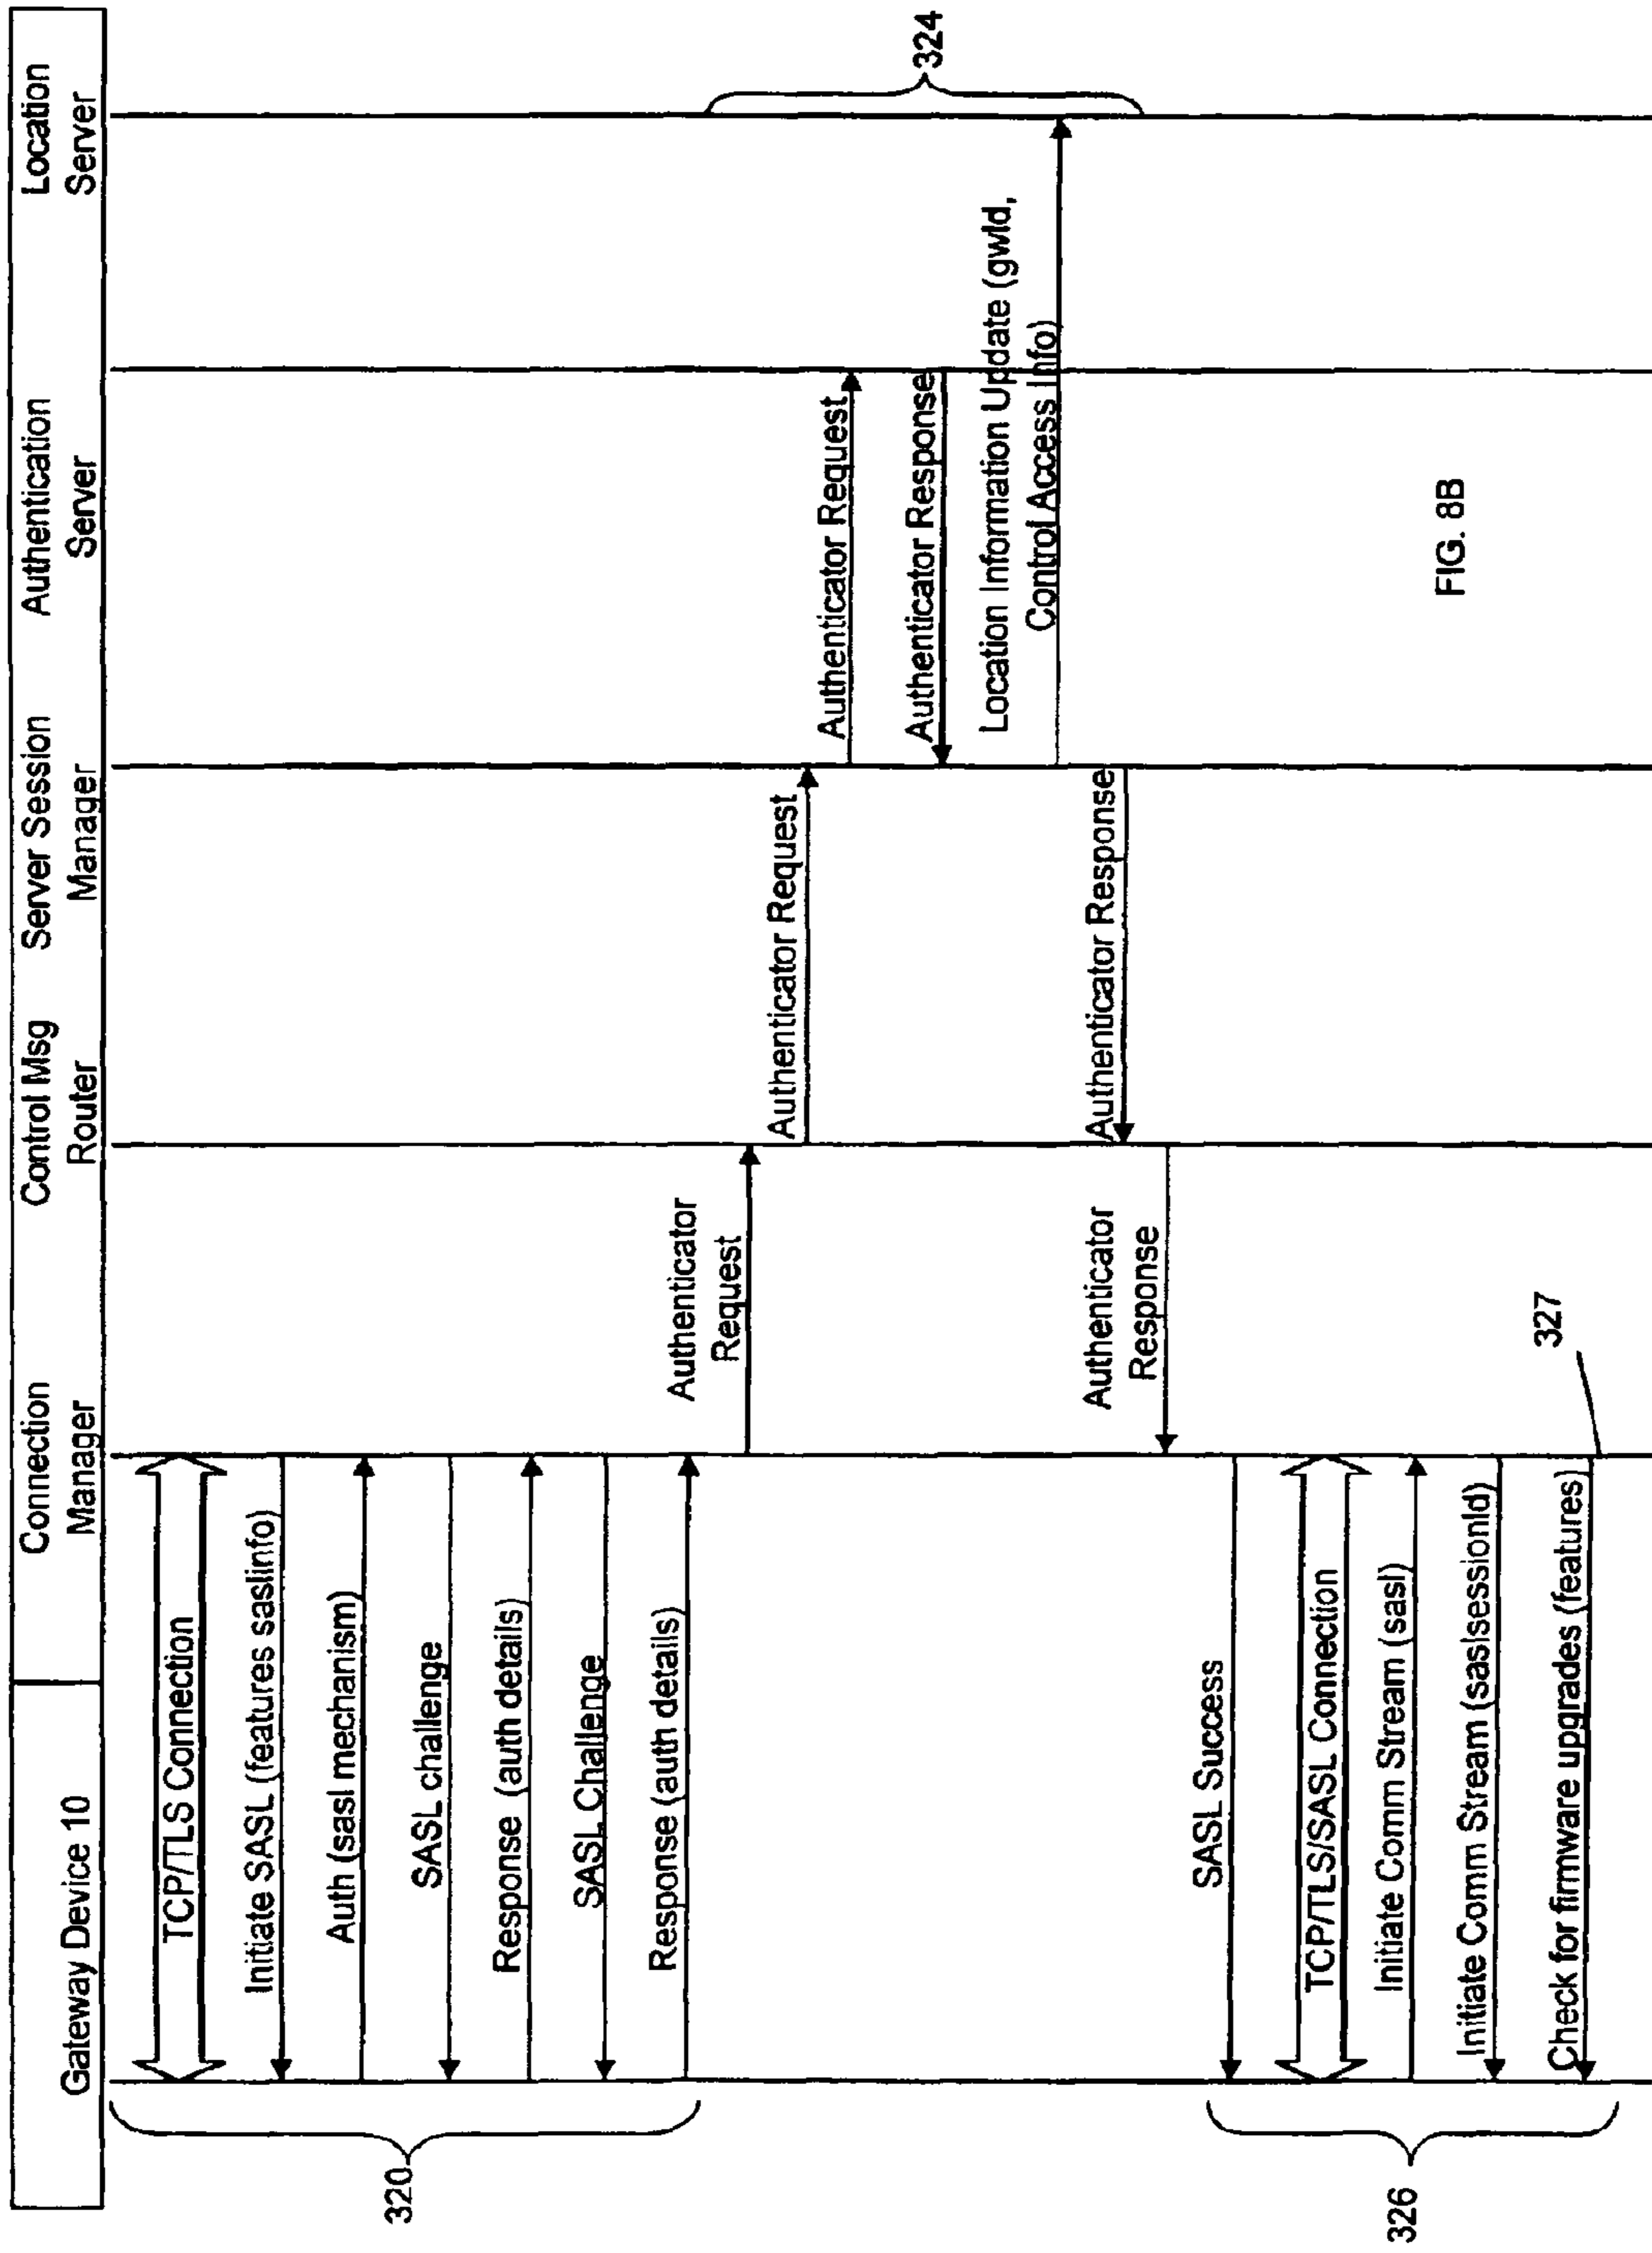 Gateway Device 10
Connection
Manager
Control Msg
Router
Server Session
Manager
Authentication
Server
Location
Server
TCP/TLS Connection
Initiate SASL (features saslinfo)
Auth (sasl mechanism)
SASL challenge
Response (auth details)
SASL Challenge
Response (auth details)
320
Authenticator
Request
Authenticator Request
Authenticator Request
Authenticator Response
Location Information Update (gwId,
Control Access Info)
324
Authenticator Response
Authenticator
Response
SASL Success
TCP/TLS/SASL Connection
Initiate Comm Stream (sasl)
Initiate Comm Stream (saslsessionId)
Check for firmware upgrades (features)
326
327
FIG. 8B